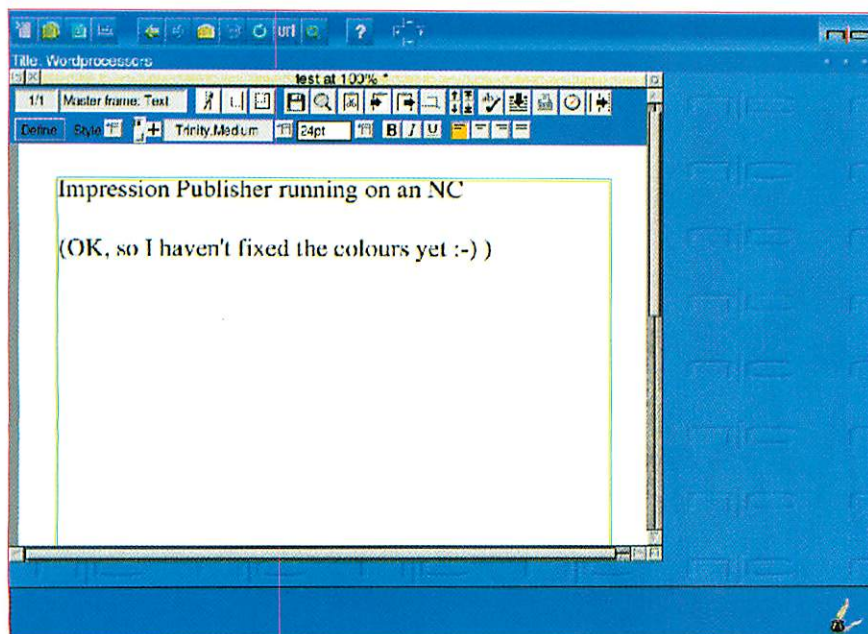 url ?
Title: Wordprocessors
test at 100% *
1/1 Master frame: Text
Define Style Trinity.Medium 24pt B I U
Impression Publisher running on an NC
(OK, so I haven't fixed the colours yet :-) )